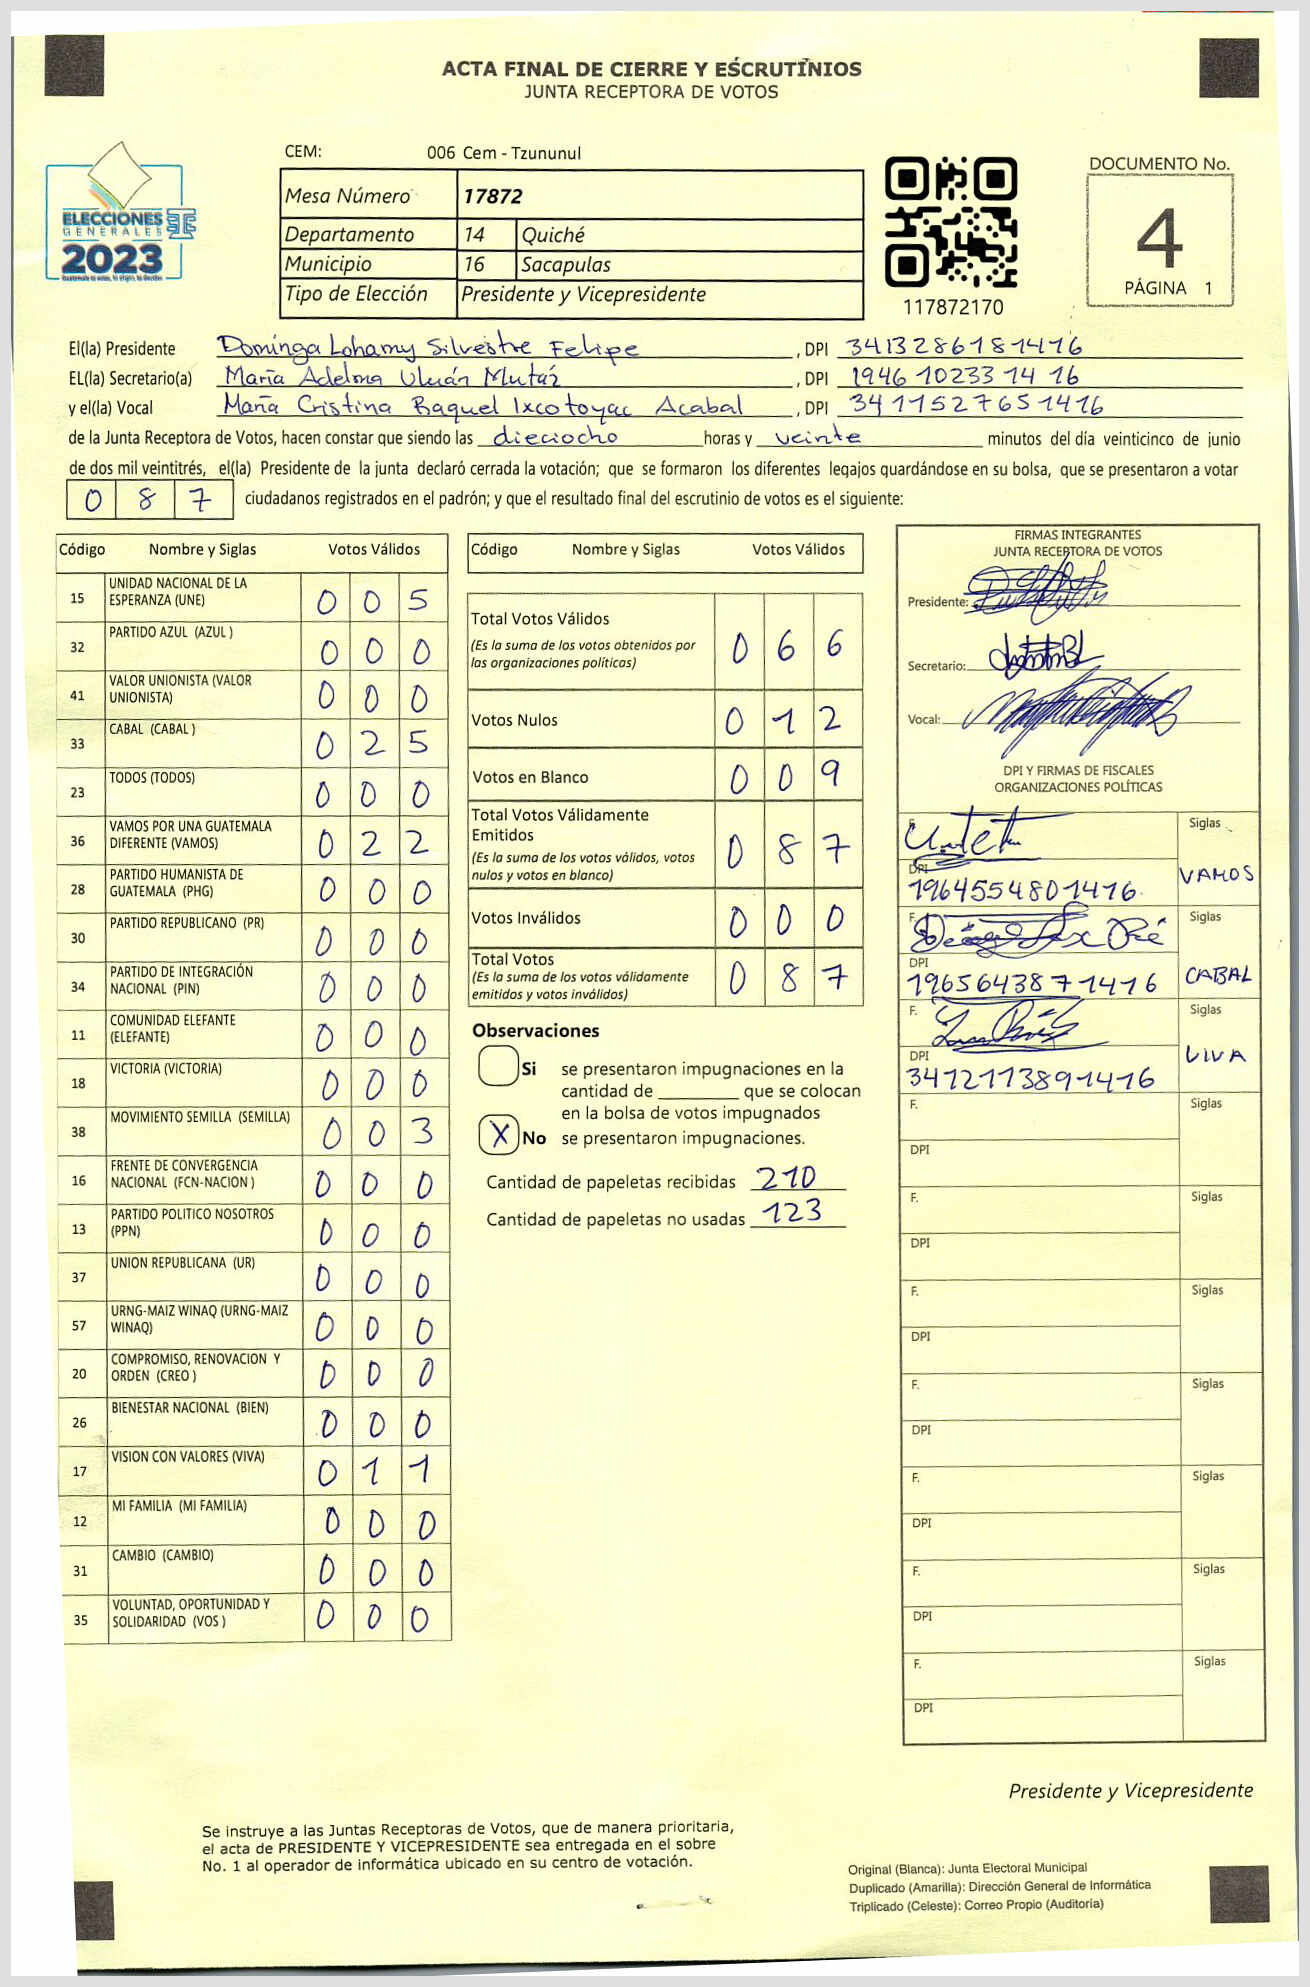 ACTA FINAL DE CIERRE Y ESCRUTINIOS
JUNTA RECEPTORA DE VOTOS
ELECCIONES
GENERALES
2023
CEM: 006 Cem - Tzununul
Mesa Número 17872
Departamento 14 Quiché
Municipio 16 Sacapulas
Tipo de Elección Presidente y Vicepresidente
117872170
DOCUMENTO No.
4
PÁGINA 1
El(la) Presidente Dominga Lohamy Silvestre Felipe , DPI 3413286181416
EL(la) Secretario(a) María Adelma , DPI 1946 10233 14 16
y el(la) Vocal María Cristina Raquel Ixcotoyac Acabal , DPI 3411527651416
de la Junta Receptora de Votos, hacen constar que siendo las dieciocho horas y veinte minutos del día veinticinco de junio
de dos mil veintitrés, el(la) Presidente de la junta declaró cerrada la votación; que se formaron los diferentes legajos guardándose en su bolsa, que se presentaron a votar
0 8 7 ciudadanos registrados en el padrón; y que el resultado final del escrutinio de votos es el siguiente:
Código Nombre y Siglas Votos Válidos
15 UNIDAD NACIONAL DE LA ESPERANZA (UNE) 0 0 5
32 PARTIDO AZUL (AZUL ) 0 0 0
41 VALOR UNIONISTA (VALOR UNIONISTA) 0 0 0
33 CABAL (CABAL ) 0 2 5
23 TODOS (TODOS) 0 0 0
36 VAMOS POR UNA GUATEMALA DIFERENTE (VAMOS) 0 2 2
28 PARTIDO HUMANISTA DE GUATEMALA (PHG) 0 0 0
30 PARTIDO REPUBLICANO (PR) 0 0 0
34 PARTIDO DE INTEGRACIÓN NACIONAL (PIN) 0 0 0
11 COMUNIDAD ELEFANTE (ELEFANTE) 0 0 0
18 VICTORIA (VICTORIA) 0 0 0
38 MOVIMIENTO SEMILLA (SEMILLA) 0 0 3
16 FRENTE DE CONVERGENCIA NACIONAL (FCN-NACION ) 0 0 0
13 PARTIDO POLITICO NOSOTROS (PPN) 0 0 0
37 UNION REPUBLICANA (UR) 0 0 0
57 URNG-MAIZ WINAQ (URNG-MAIZ WINAQ) 0 0 0
20 COMPROMISO, RENOVACION Y ORDEN (CREO ) 0 0 0
26 BIENESTAR NACIONAL (BIEN) 0 0 0
17 VISION CON VALORES (VIVA) 0 1 1
12 MI FAMILIA (MI FAMILIA) 0 0 0
31 CAMBIO (CAMBIO) 0 0 0
35 VOLUNTAD, OPORTUNIDAD Y SOLIDARIDAD (VOS ) 0 0 0
Código Nombre y Siglas Votos Válidos
Total Votos Válidos 0 6 6
(Es la suma de los votos obtenidos por
las organizaciones políticas)
Votos Nulos 0 1 2
Votos en Blanco 0 0 9
Total Votos Válidamente
Emitidos 0 8 7
(Es la suma de los votos válidos, votos
nulos y votos en blanco)
Votos Inválidos 0 0 0
Total Votos 0 8 7
(Es la suma de los votos válidamente
emitidos y votos inválidos)
Observaciones
Si se presentaron impugnaciones en la
cantidad de ________ que se colocan
en la bolsa de votos impugnados
X No se presentaron impugnaciones.
Cantidad de papeletas recibidas 210
Cantidad de papeletas no usadas 123
FIRMAS INTEGRANTES
JUNTA RECEPTORA DE VOTOS
Presidente:
Secretario:
Vocal:
DPI Y FIRMAS DE FISCALES
ORGANIZACIONES POLÍTICAS
F. Siglas
DPI VAMOS
1964554801416
F. Siglas
DPI
1965643871416 CABAL
F. Siglas
DPI VIVA
3412113891416
F. Siglas
DPI
F. Siglas
DPI
F. Siglas
DPI
F. Siglas
DPI
F. Siglas
DPI
F. Siglas
DPI
F. Siglas
DPI
Presidente y Vicepresidente
Se instruye a las Juntas Receptoras de Votos, que de manera prioritaria,
el acta de PRESIDENTE Y VICEPRESIDENTE sea entregada en el sobre
No. 1 al operador de informática ubicado en su centro de votación.
Original (Blanca): Junta Electoral Municipal
Duplicado (Amarilla): Dirección General de Informática
Triplicado (Celeste): Correo Propio (Auditoría)